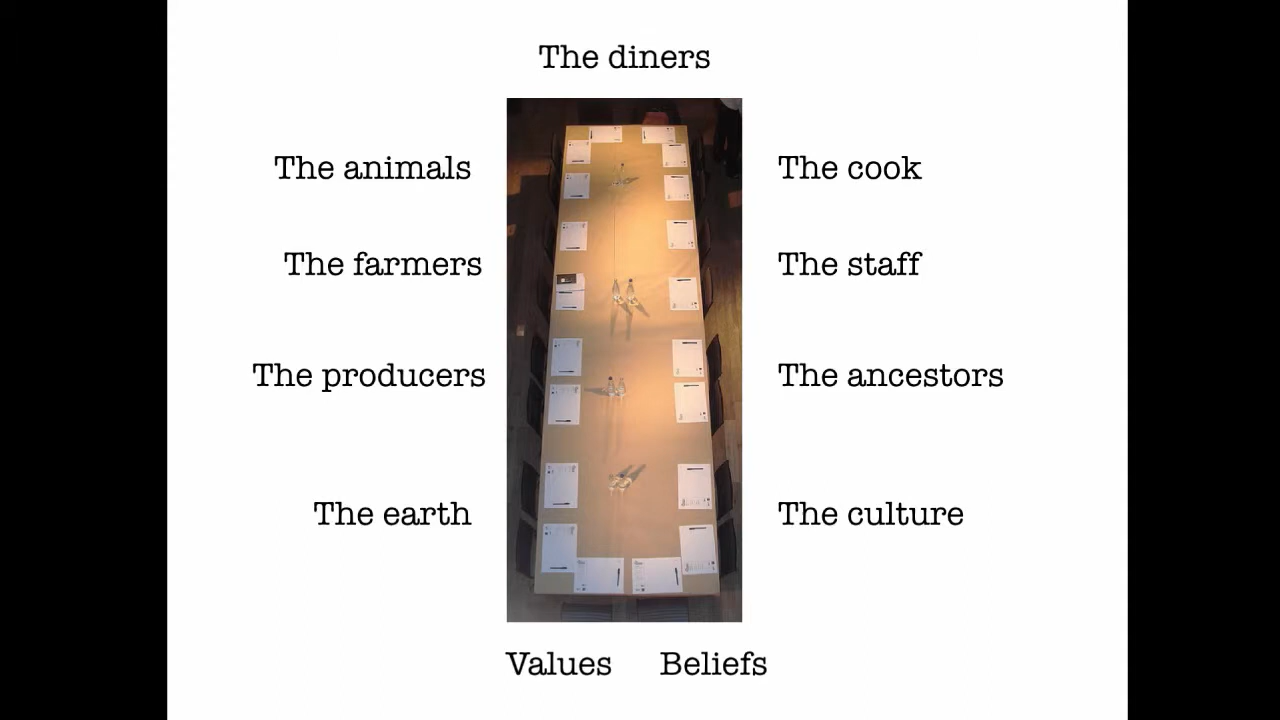 The diners
The animals
The cook
The farmers
The staff
The producers
The ancestors
The earth
The culture
Values
Beliefs